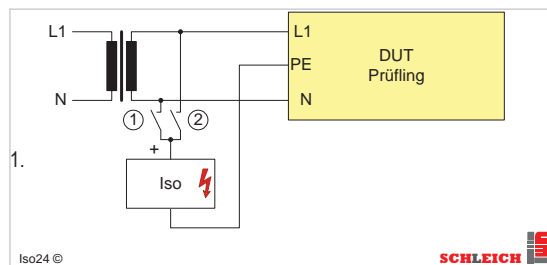 L1
L1
DUT
Prüfling
PE
N
N
1
2
+
1.
Iso
Iso24 ©
SCHLEICH